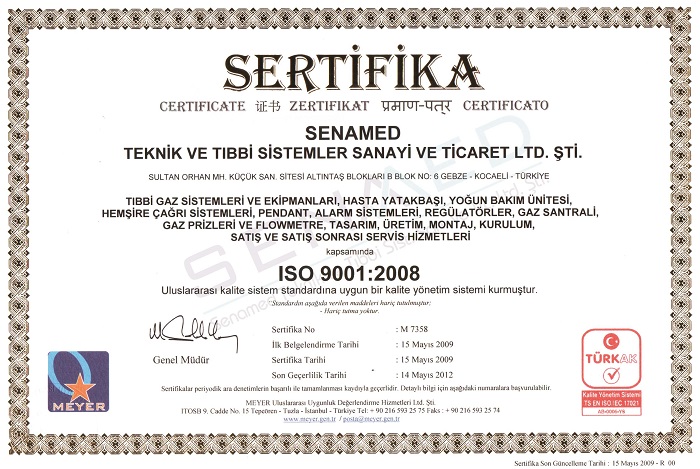 SERTİFİKA
CERTIFICATE 证书 ZERTIFIKAT प्रमाण-पत्र CERTIFICATO
SENAMED
TEKNİK VE TIBBİ SİSTEMLER SANAYİ VE TİCARET LTD. ŞTİ.
SULTAN ORHAN MH. KÜÇÜK SAN. SİTESİ ALTINTAŞ BLOKLARI B BLOK NO: 6 GEBZE - KOCAELİ - TÜRKİYE
TIBBİ GAZ SİSTEMLERİ VE EKİPMANLARI, HASTA YATAKBAŞI, YOĞUN BAKIM ÜNİTESİ,
HEMŞİRE ÇAĞRI SİSTEMLERİ, PENDANT, ALARM SİSTEMLERİ, REGÜLATÖRLER, GAZ SANTRALİ,
GAZ PRİZLERİ VE FLOWMETRE, TASARIM, ÜRETİM, MONTAJ, KURULUM,
SATIŞ VE SATIŞ SONRASI SERVİS HİZMETLERİ
kapsamında
ISO 9001:2008
Uluslararası kalite sistem standardına uygun bir kalite yönetim sistemi kurmuştur.
Standardın aşağıda verilen maddeleri hariç tutulmuştur;
- Hariç tutma yoktur.
Sertifika No : M 7358
İlk Belgelendirme Tarihi : 15 Mayıs 2009
Genel Müdür
Sertifika Tarihi : 15 Mayıs 2009
Son Geçerlilik Tarihi : 14 Mayıs 2012
MEYER
TÜRKAK
Kalite Yönetim Sistemi
TS EN ISO/IEC 17021
AB-0006-YS
Sertifikalar periyodik ara denetimlerin başarılı ile tamamlanması kaydıyla geçerlidir. Detaylı bilgi için aşağıdaki numaralara başvurulabilir.
MEYER Uluslararası Uygunluk Değerlendirme Hizmetleri Ltd. Şti.
ITOSB 9. Cadde No. 15 Tepeören - Tuzla - İstanbul - Türkiye Tel: + 90 216 593 25 75 Faks : + 90 216 593 25 74
www.meyer.gen.tr / posta@meyer.gen.tr
Sertifika Son Güncelleme Tarihi : 15 Mayıs 2009 - R 00